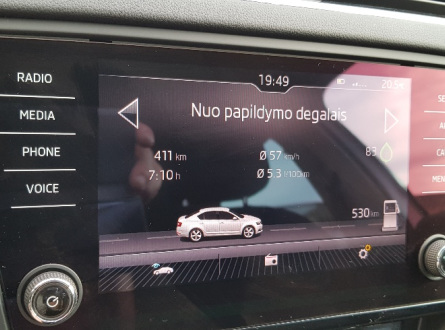 RADIO
MEDIA
PHONE
VOICE
19:49
Nuo papildymo degalais
411 km
Ø 57 km/h
83
7:10 h
Ø 5.3 l/100km
530 km